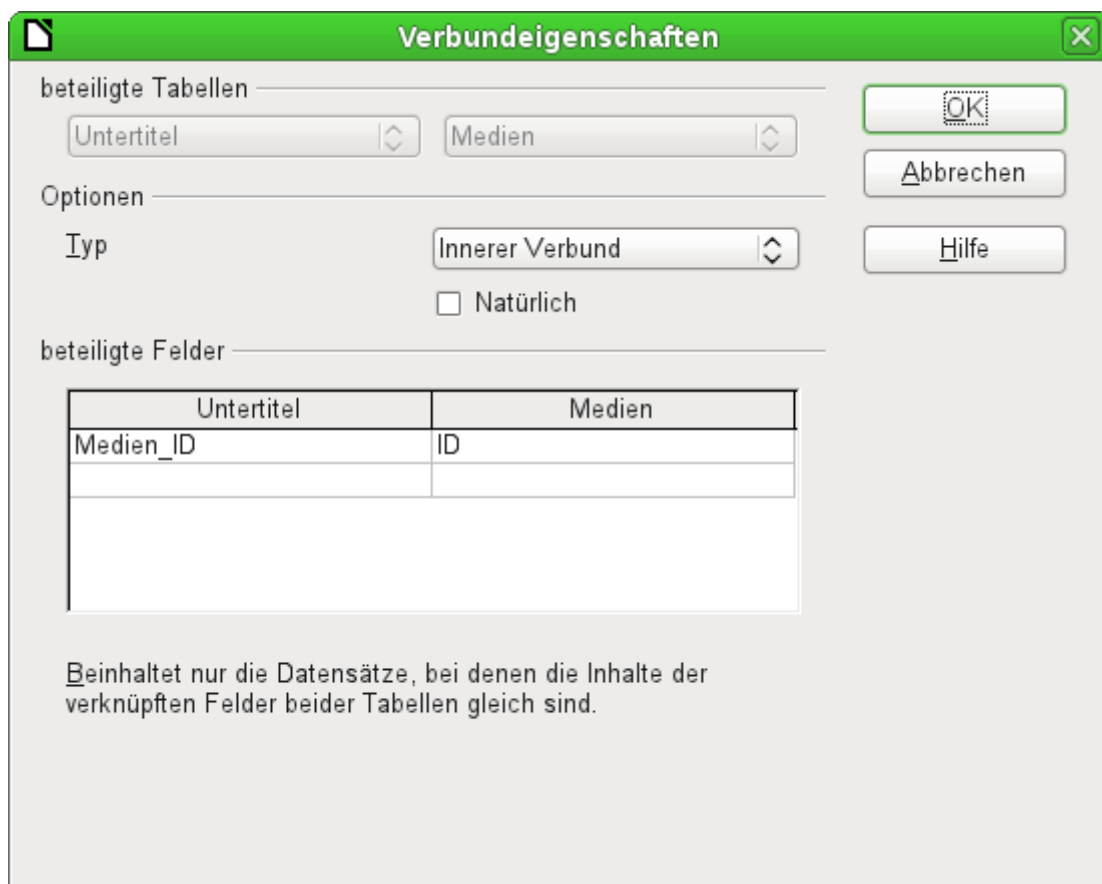 Verbundeigenschaften
beteiligte Tabellen
Untertitel Medien
OK
Abbrechen
Hilfe
Optionen
Typ Innerer Verbund
Natürlich
beteiligte Felder
Untertitel Medien
Medien_ID ID
Beinhaltet nur die Datensätze, bei denen die Inhalte der
verknüpften Felder beider Tabellen gleich sind.